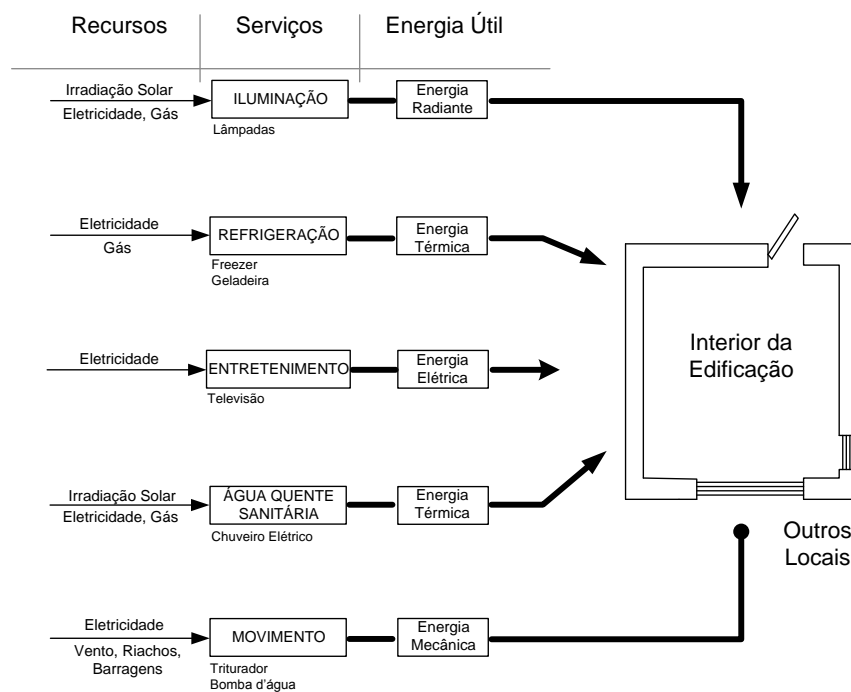 Recursos
Serviços
Energia Útil
Irradiação Solar
Eletricidade, Gás
ILUMINAÇÃO
Lâmpadas
Energia
Radiante
Eletricidade
Gás
REFRIGERAÇÃO
Freezer
Geladeira
Energia
Térmica
Interior da
Edificação
Eletricidade
ENTRETENIMENTO
Televisão
Energia
Elétrica
Irradiação Solar
Eletricidade, Gás
ÁGUA QUENTE
SANITÁRIA
Chuveiro Elétrico
Energia
Térmica
Outros
Locais
Eletricidade
Vento, Riachos,
Barragens
MOVIMENTO
Triturador
Bomba d'água
Energia
Mecânica